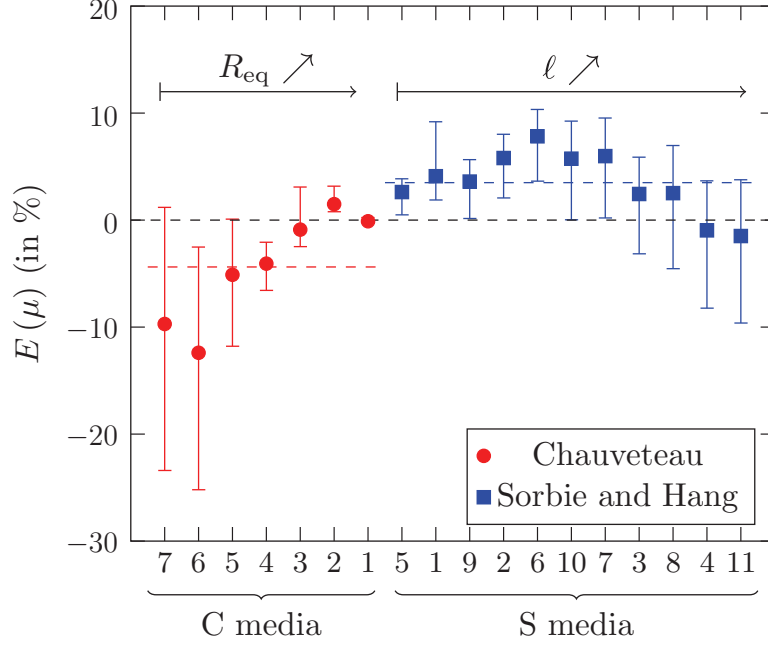 20
10
0
−10
−20
−30
E (μ) (in %)
R_eq ↗
ℓ ↗
Chauveteau
Sorbie and Hang
7 6 5 4 3 2 1 5 1 9 2 6 10 7 3 8 4 11
C media
S media